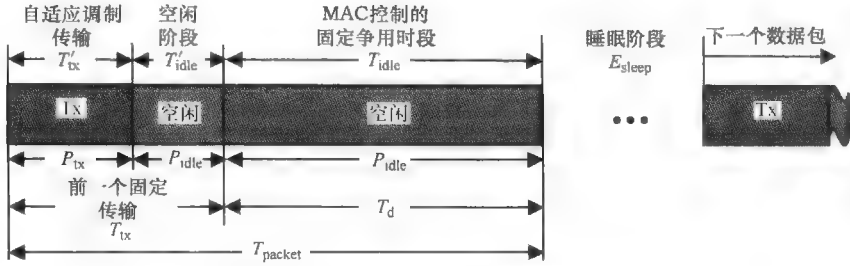 自适应调制
传输
T'tx
空闲
阶段
T'idle
MAC控制的
固定争用时段
Tidle
睡眠阶段
Esleep
下一个数据包
Tx
空闲
空闲
Tx
Ptx
Pidle
Pidle
前一个固定
传输
Ttx
Td
Tpacket